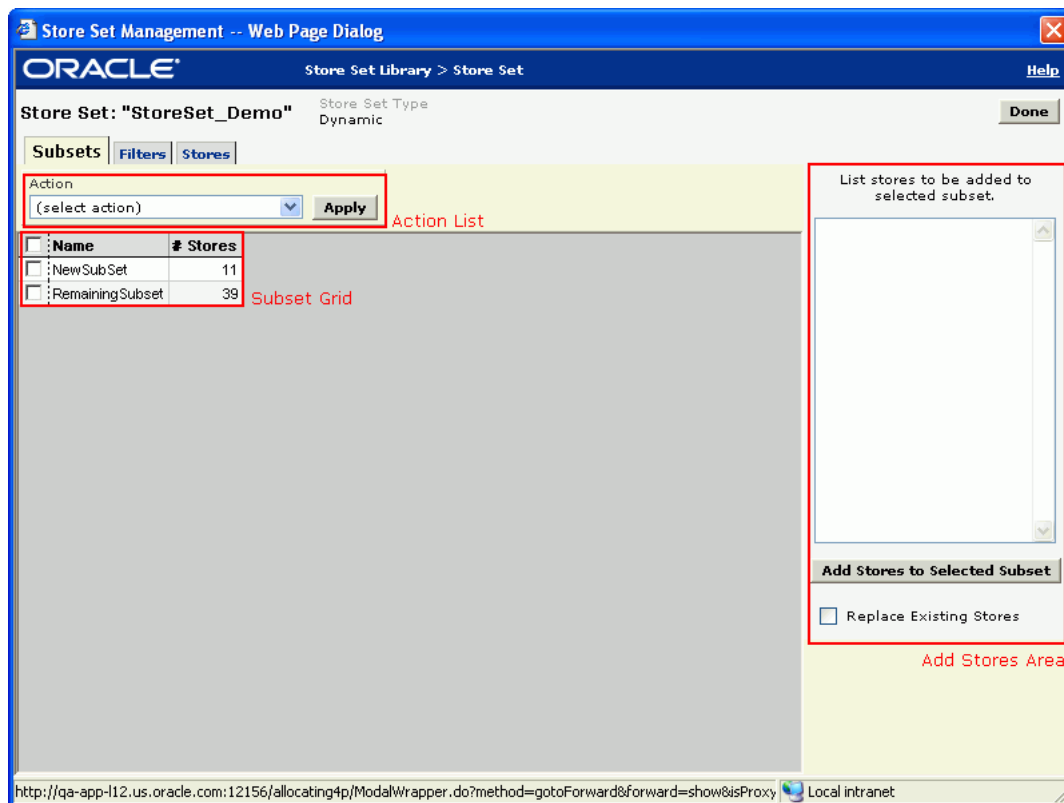 Store Set Management -- Web Page Dialog
ORACLE®
Store Set Library > Store Set
Help
Store Set: "StoreSet_Demo"
Store Set Type
Dynamic
Done
Subsets
Filters
Stores
Action
(select action)
Apply
Action List
List stores to be added to
selected subset.
Name # Stores
NewSubSet 11
RemainingSubset 39
Subset Grid
Add Stores to Selected Subset
Replace Existing Stores
Add Stores Area
http://qa-app-l12.us.oracle.com:12156/allocating4p/ModalWrapper.do?method=gotoForward&forward=show&isProxy
Local intranet